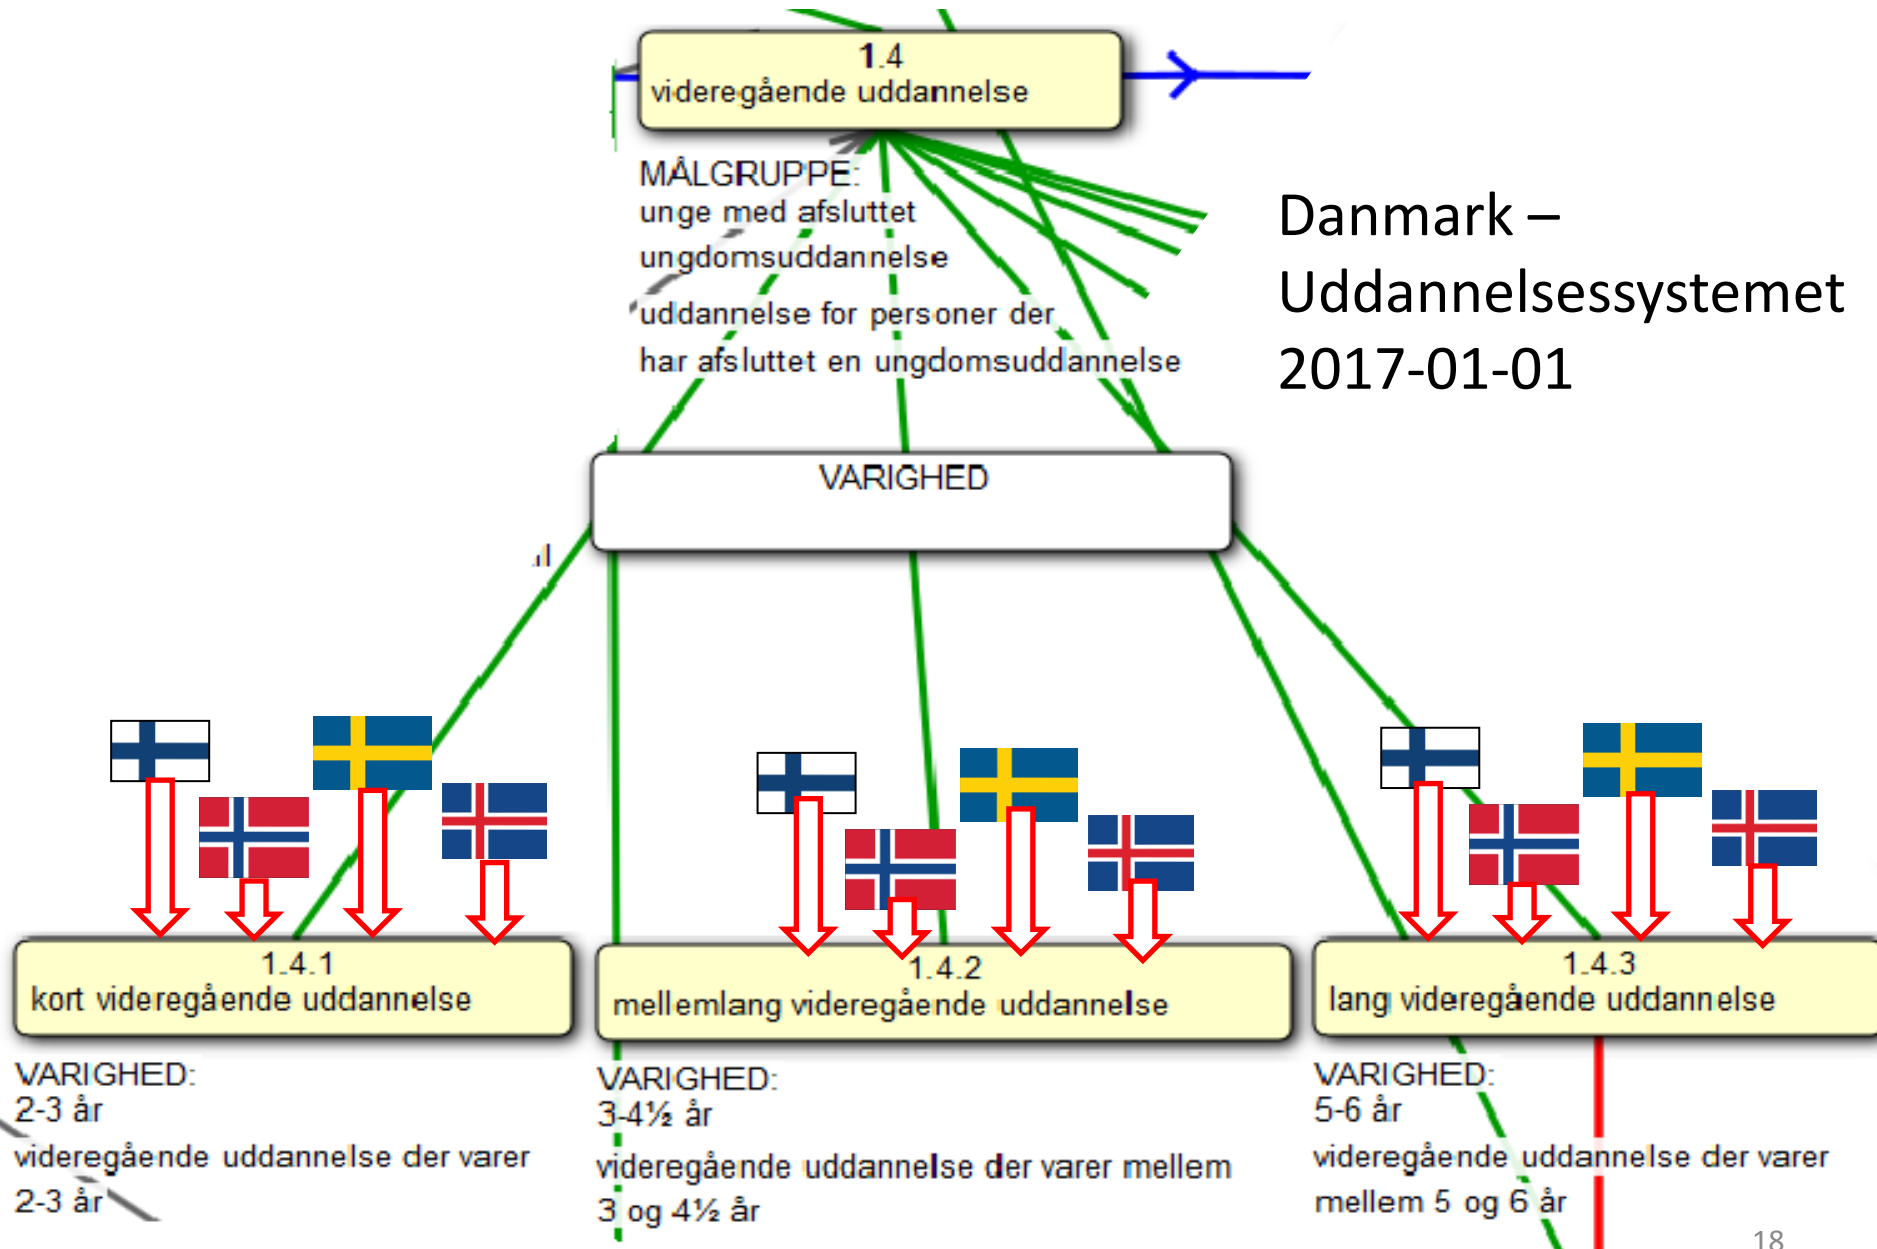 1.4
videregående uddannelse
MÅLGRUPPE:
unge med afsluttet
ungdomsuddannelse
uddannelse for personer der
har afsluttet en ungdomsuddannelse
Danmark –
Uddannelsessystemet
2017-01-01
VARIGHED
1.4.1
kort videregående uddannelse
VARIGHED:
2-3 år
videregående uddannelse der varer
2-3 år
1.4.2
mellemlang videregående uddannelse
VARIGHED:
3-4½ år
videregående uddannelse der varer mellem
3 og 4½ år
1.4.3
lang videregående uddannelse
VARIGHED:
5-6 år
videregående uddannelse der varer
mellem 5 og 6 år
18